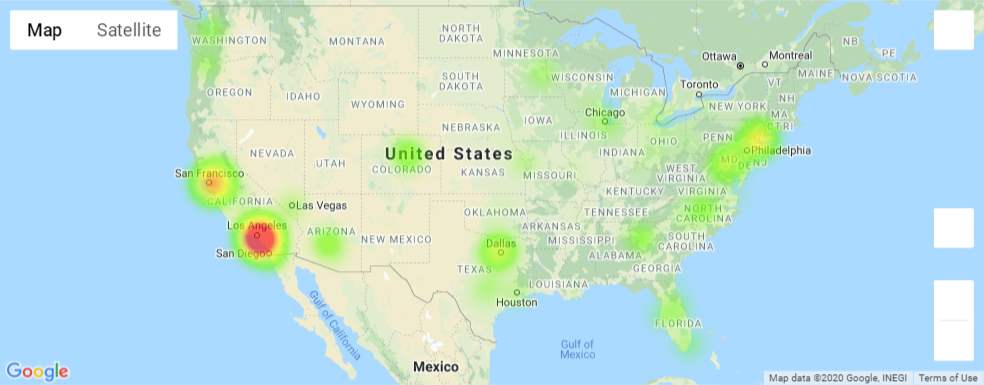 Map
Satellite
WASHINGTON
MONTANA
NORTH
DAKOTA
MINNESOTA
Ottawa
Montreal
NB
PE
MAINE
NOVA SCOTIA
OREGON
IDAHO
WYOMING
SOUTH
DAKOTA
WISCONSIN
MICHIGAN
Toronto
VT
NH
NEW YORK
MA
CT RI
NEBRASKA
IOWA
Chicago
ILLINOIS
INDIANA
OHIO
PENN
Philadelphia
NEVADA
UTAH
COLORADO
United States
KANSAS
MISSOURI
WEST
VIRGINIA
MD
DE
NJ
KENTUCKY
VIRGINIA
San Francisco
CALIFORNIA
Las Vegas
Los Angeles
San Diego
ARIZONA
NEW MEXICO
OKLAHOMA
ARKANSAS
TENNESSEE
NORTH
CAROLINA
Dallas
MISSISSIPPI
ALABAMA
SOUTH
CAROLINA
GEORGIA
TEXAS
LOUISIANA
Houston
FLORIDA
Gulf of
California
Gulf of
Mexico
Mexico
Google
Map data ©2020 Google, INEGI
Terms of Use